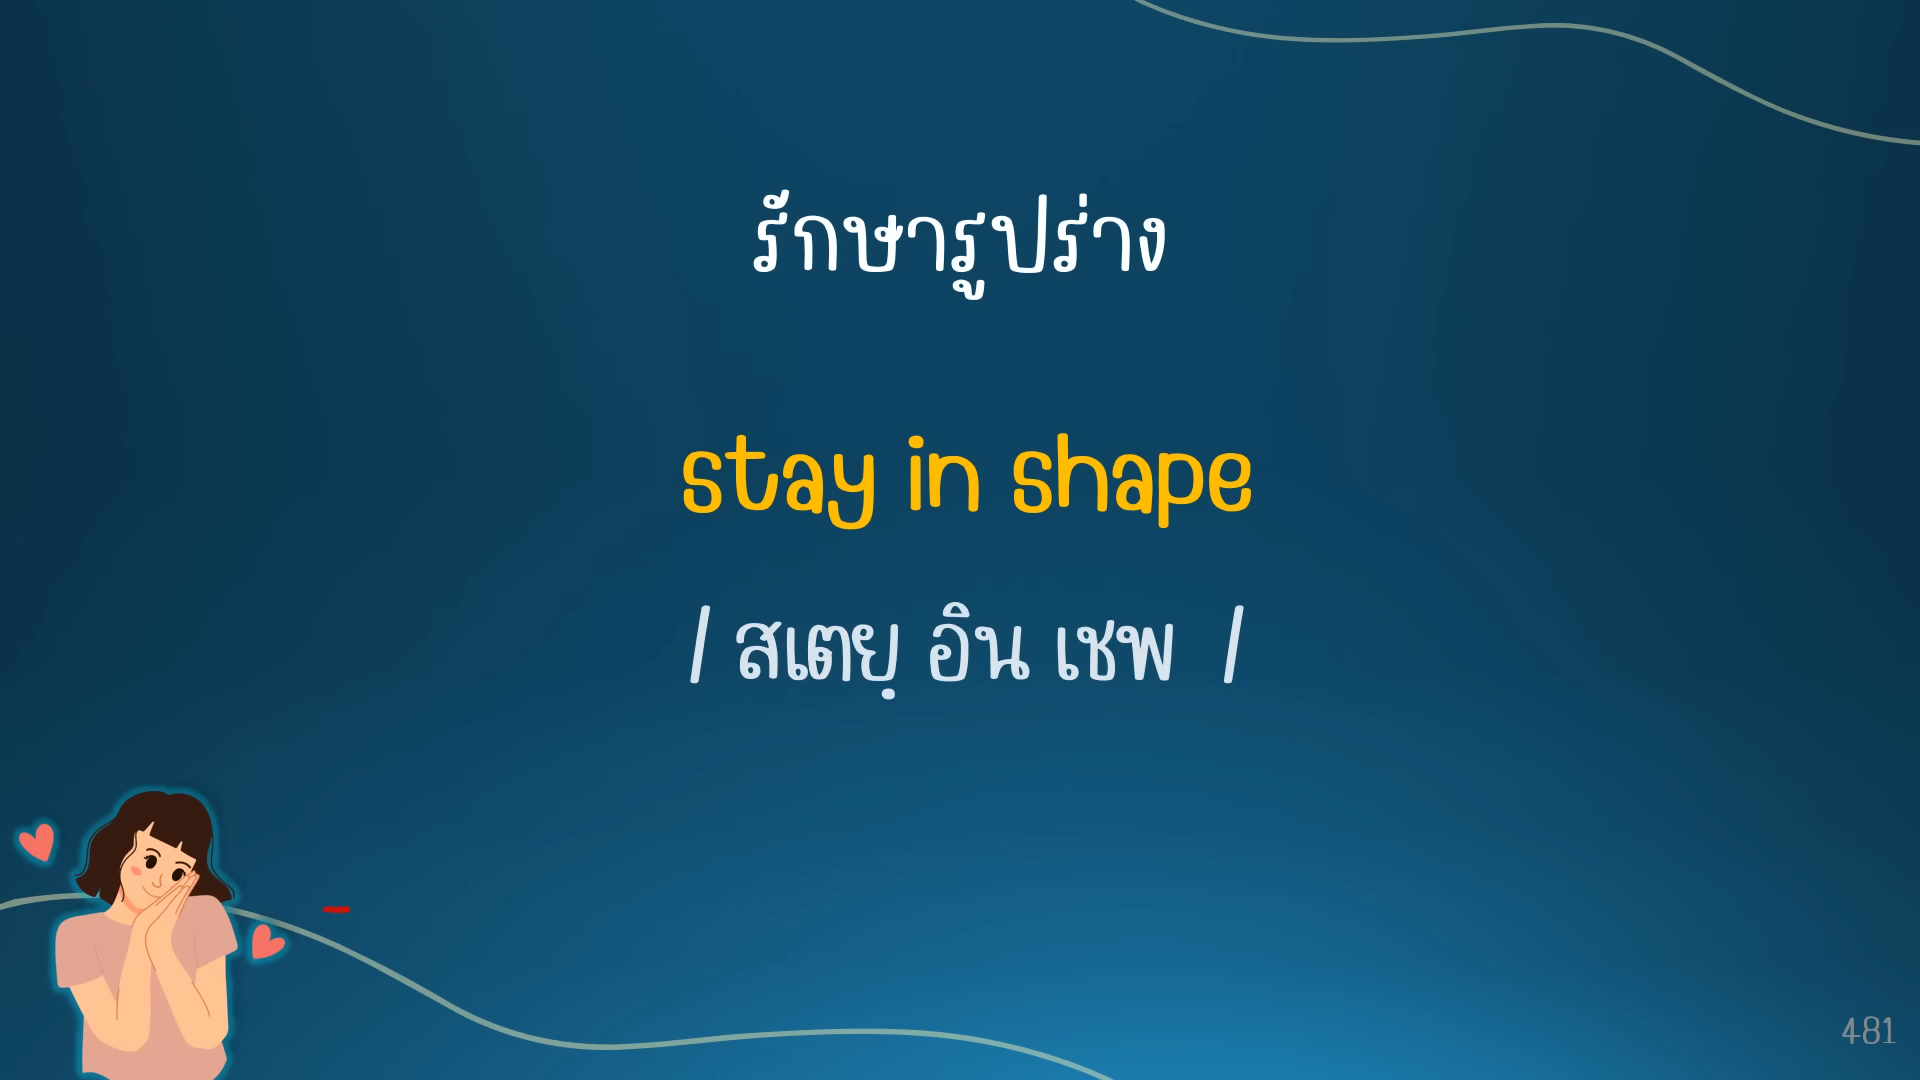 รักษารูปร่าง
stay in shape
/ สเตยฺ อิน เชพ /
481